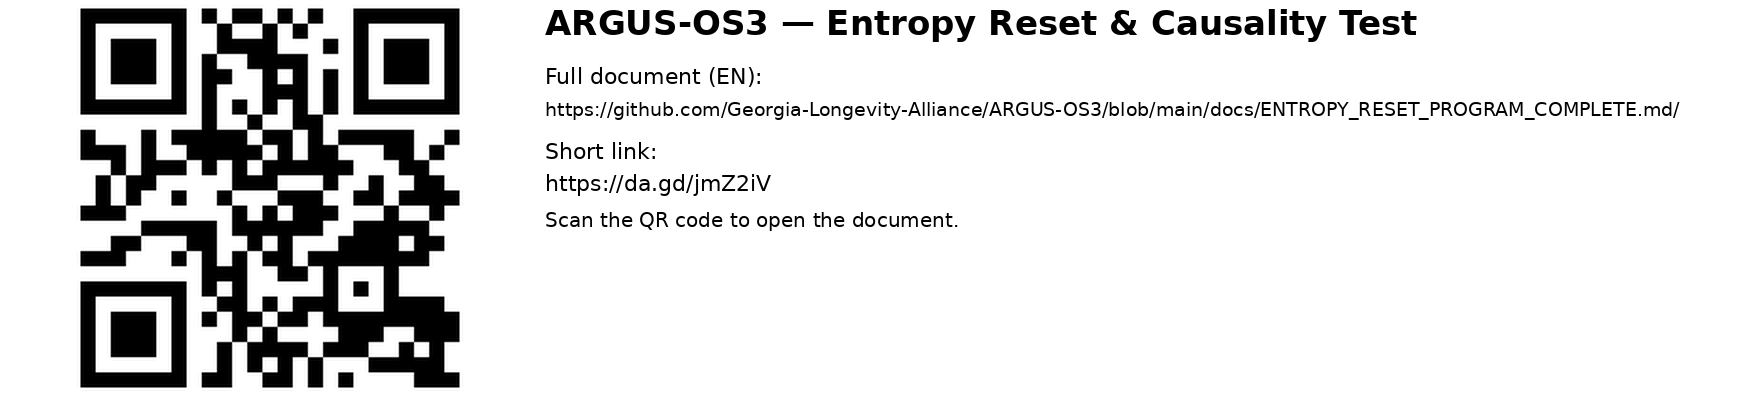 ARGUS-OS3 — Entropy Reset & Causality Test
Full document (EN):
https://github.com/Georgia-Longevity-Alliance/ARGUS-OS3/blob/main/docs/ENTROPY_RESET_PROGRAM_COMPLETE.md/
Short link:
https://da.gd/jmZ2iV
Scan the QR code to open the document.